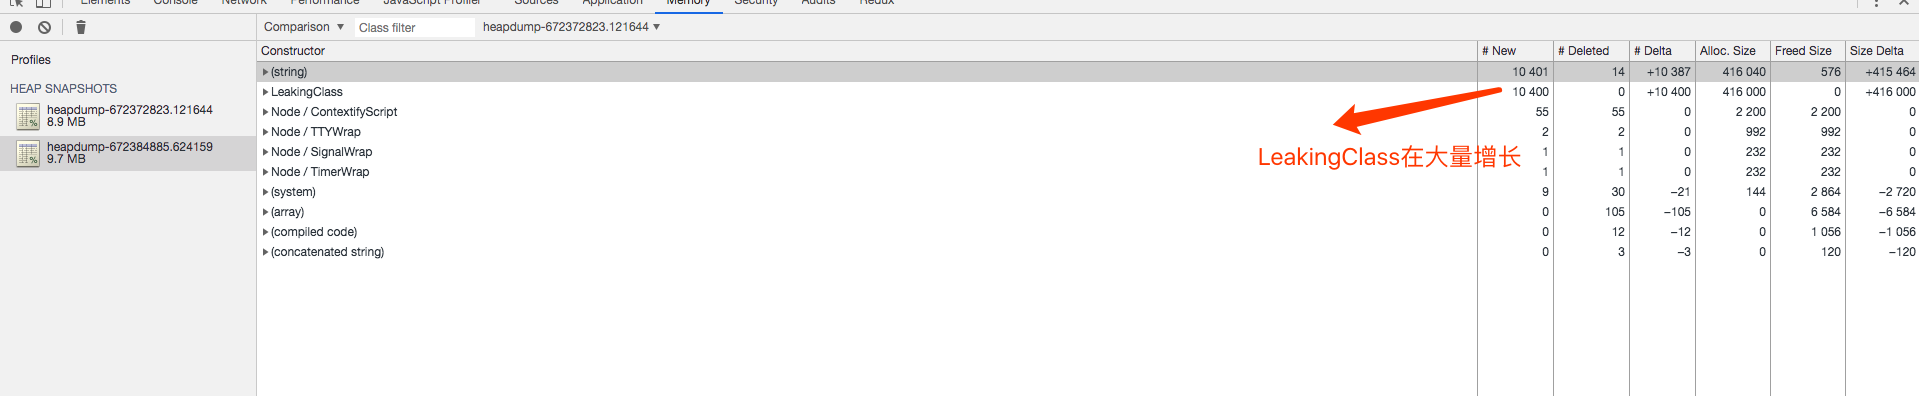 Elements Console Network Performance JavaScript Profiler Sources Application Memory Security Audits Redux
Comparison ▼ Class filter heapdump-672372823.121644 ▼
Profiles
HEAP SNAPSHOTS
heapdump-672372823.121644
8.9 MB
heapdump-672384885.624159
9.7 MB
Constructor # New # Deleted # Delta Alloc. Size Freed Size Size Delta
(string) 10 401 14 +10 387 416 040 576 +415 464
LeakingClass 10 400 0 +10 400 416 000 0 +416 000
Node / ContextifyScript 55 55 0 2 200 2 200 0
Node / TTYWrap 2 2 0 992 992 0
Node / SignalWrap 1 1 0 232 232 0
Node / TimerWrap 1 1 0 232 232 0
(system) 9 30 −21 144 2 864 −2 720
(array) 0 105 −105 0 6 584 −6 584
(compiled code) 0 12 −12 0 1 056 −1 056
(concatenated string) 0 3 −3 0 120 −120
LeakingClass在大量增长